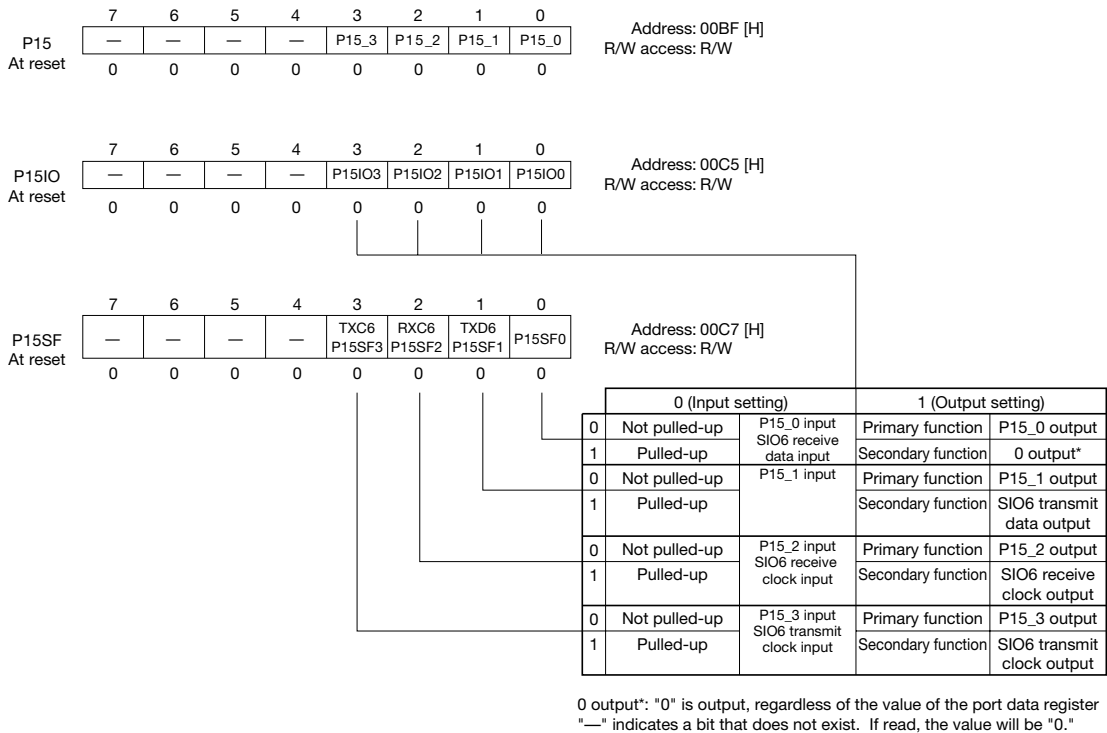 7 6 5 4 3 2 1 0
P15 — — — — P15_3 P15_2 P15_1 P15_0
At reset 0 0 0 0 0 0 0 0
Address: 00BF [H]
R/W access: R/W
7 6 5 4 3 2 1 0
P15IO — — — — P15IO3 P15IO2 P15IO1 P15IO0
At reset 0 0 0 0 0 0 0 0
Address: 00C5 [H]
R/W access: R/W
7 6 5 4 3 2 1 0
TXC6 RXC6 TXD6
P15SF — — — — P15SF3 P15SF2 P15SF1 P15SF0
At reset 0 0 0 0 0 0 0 0
Address: 00C7 [H]
R/W access: R/W
0 (Input setting) 1 (Output setting)
0 Not pulled-up P15_0 input Primary function P15_0 output
SIO6 receive
1 Pulled-up data input Secondary function 0 output*
0 Not pulled-up P15_1 input Primary function P15_1 output
1 Pulled-up Secondary function SIO6 transmit
data output
0 Not pulled-up P15_2 input Primary function P15_2 output
SIO6 receive
1 Pulled-up clock input Secondary function SIO6 receive
clock output
0 Not pulled-up P15_3 input Primary function P15_3 output
SIO6 transmit
1 Pulled-up clock input Secondary function SIO6 transmit
clock output
0 output*: "0" is output, regardless of the value of the port data register
"—" indicates a bit that does not exist. If read, the value will be "0."